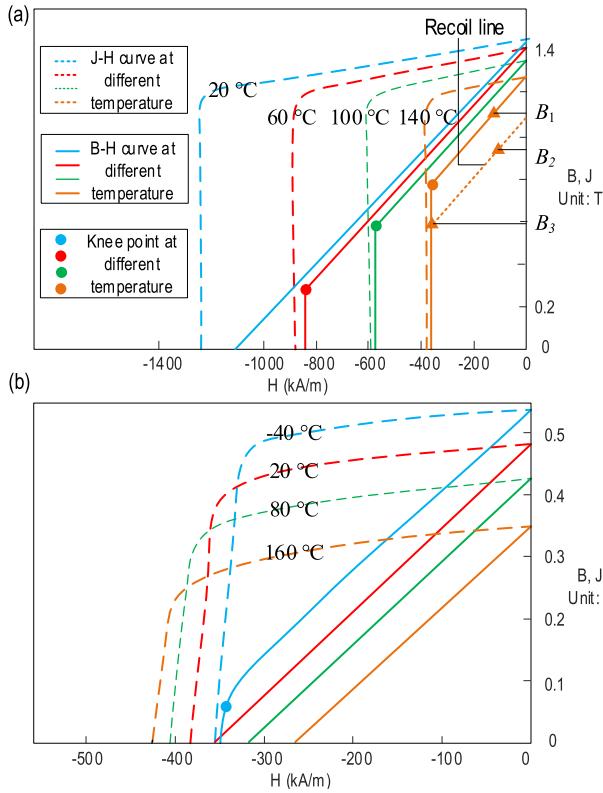 (a)
Recoil line
J-H curve at
different
temperature
20 °C
60 °C
100 °C
140 °C
1.4
B1
B2
B, J
Unit: T
B-H curve at
different
temperature
B3
Knee point at
different
temperature
0.2
0
-1400
-1000
-800
-600
-400
-200
0
H (kA/m)
(b)
-40 °C
0.5
20 °C
80 °C
0.4
160 °C
0.3
B, J
Unit:
0.2
0.1
0
-500
-400
-300
-200
-100
0
H (kA/m)